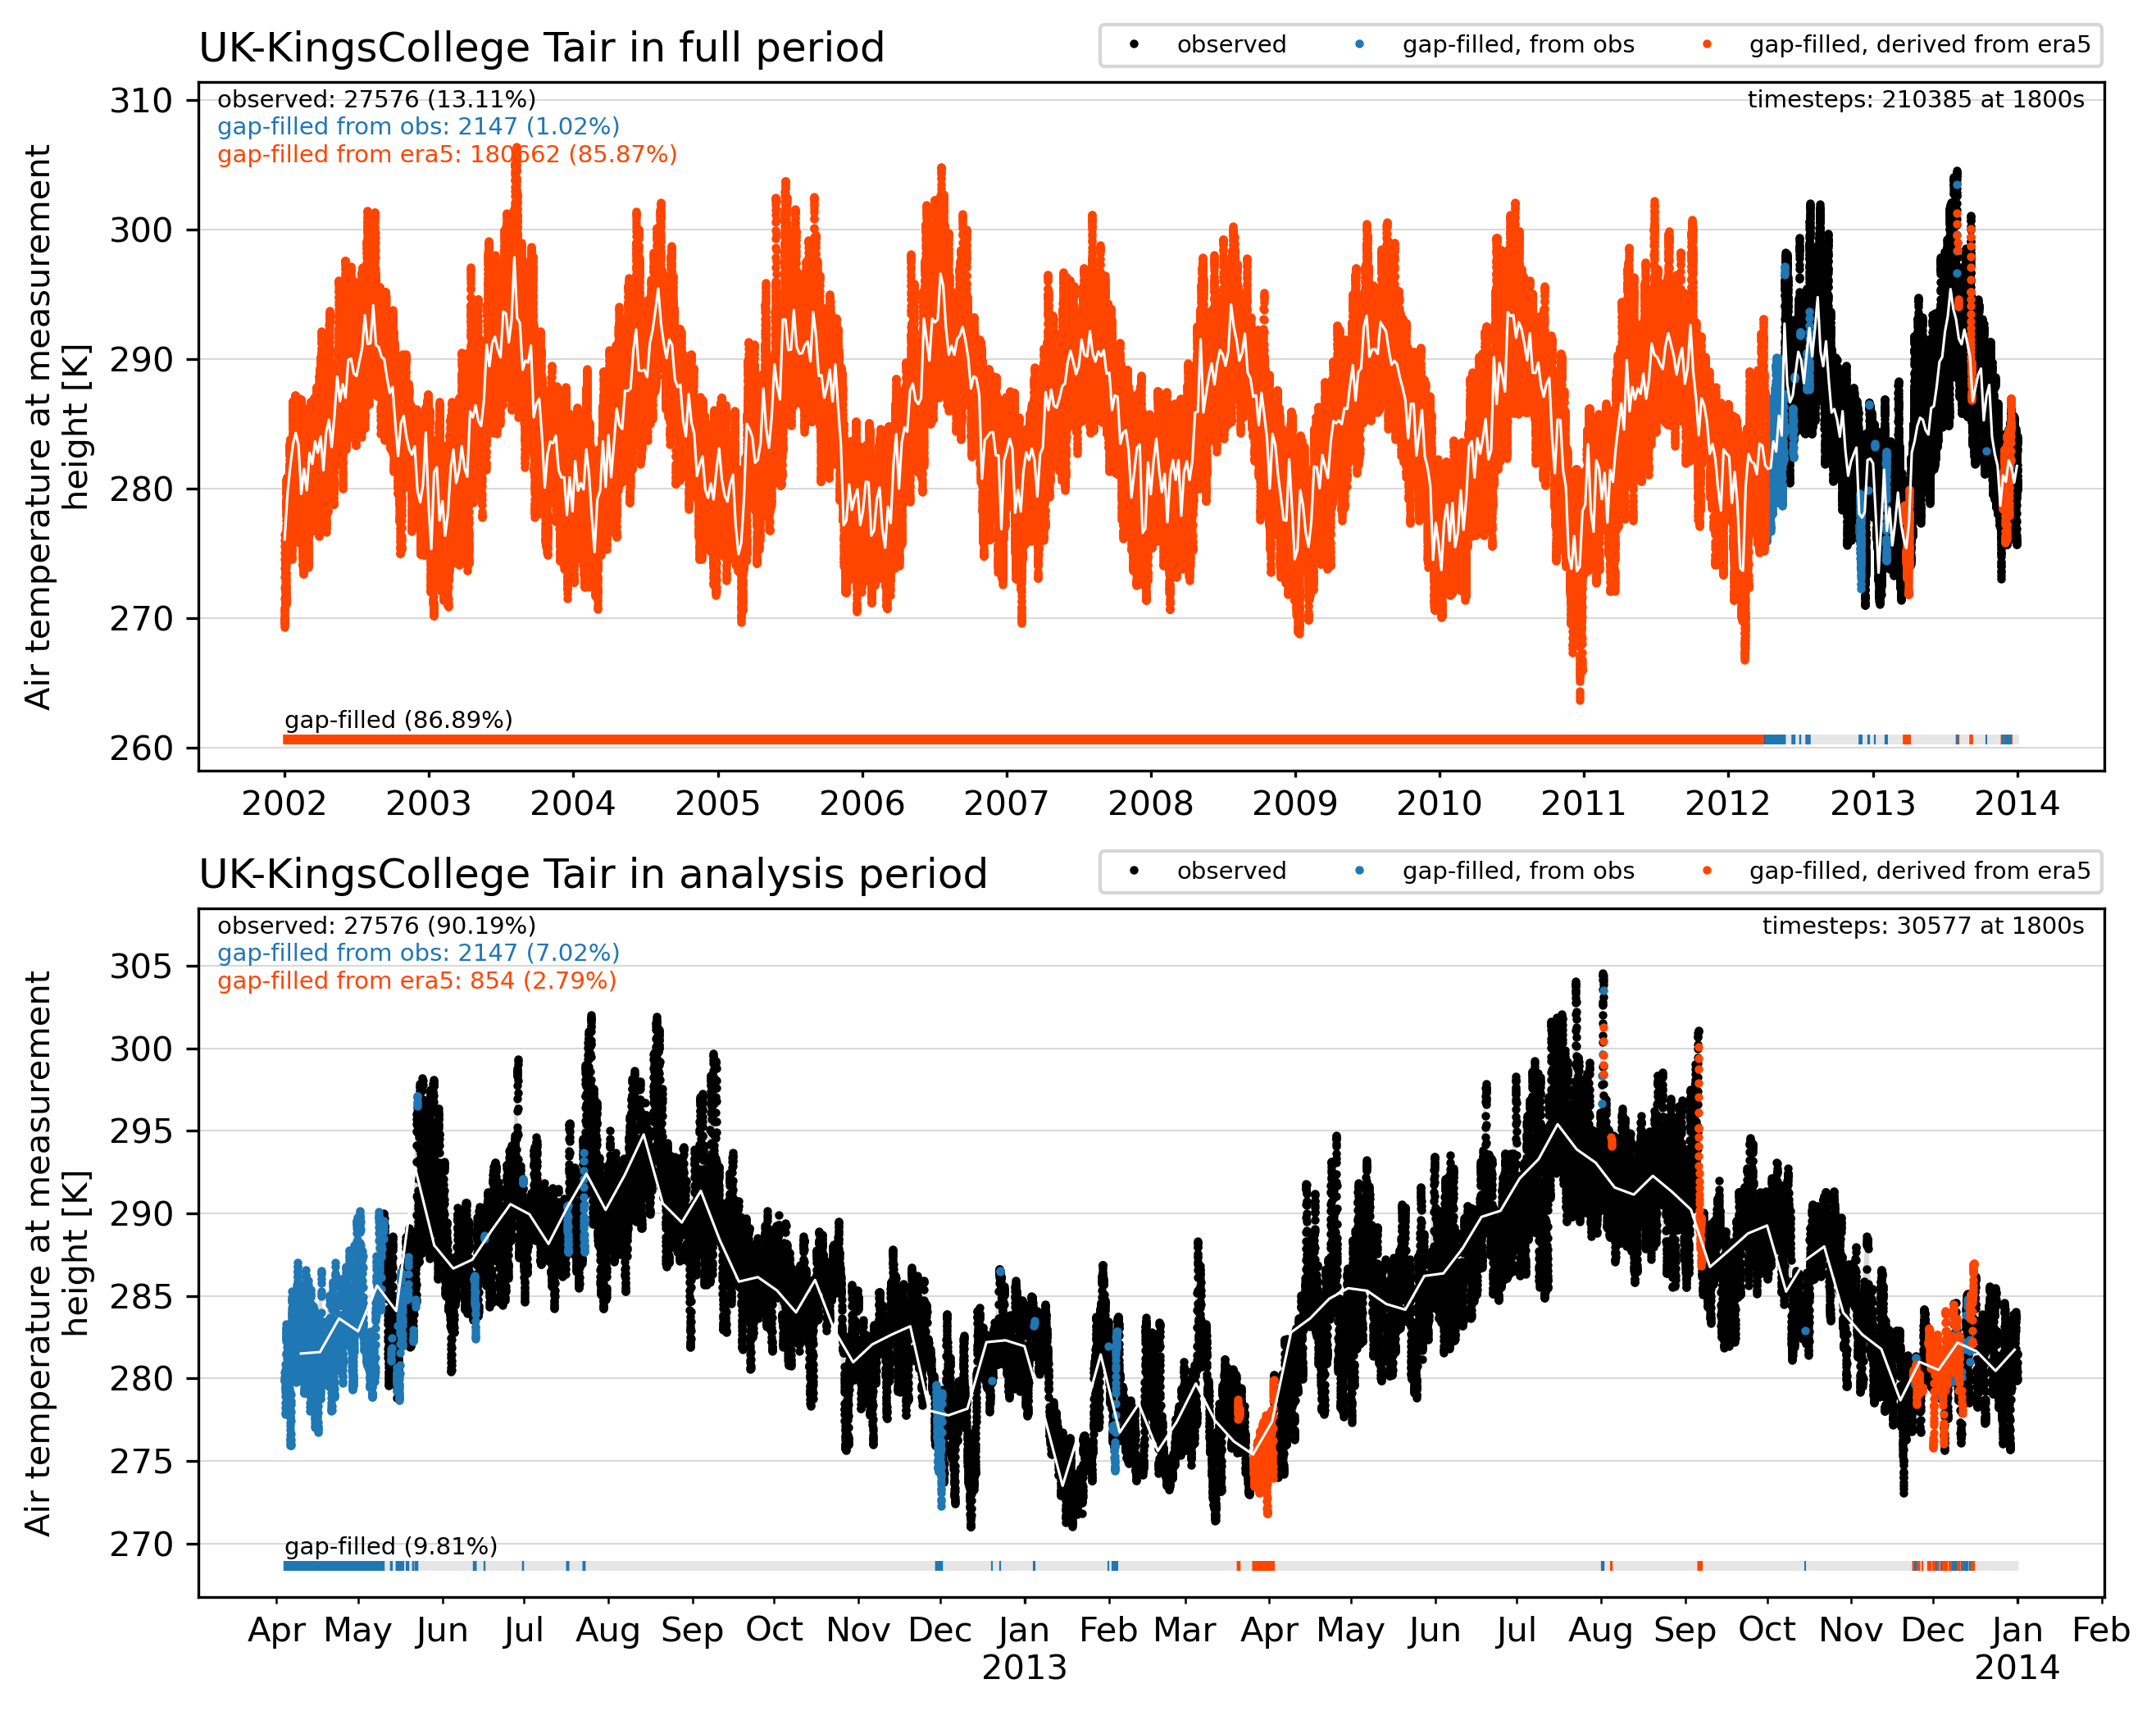 UK-KingsCollege Tair in full period
observed
gap-filled, from obs
gap-filled, derived from era5
observed: 27576 (13.11%)
timesteps: 210385 at 1800s
gap-filled from obs: 2147 (1.02%)
gap-filled from era5: 180662 (85.87%)
Air temperature at measurement
height [K]
310
300
290
280
270
260
gap-filled (86.89%)
2002 2003 2004 2005 2006 2007 2008 2009 2010 2011 2012 2013 2014
UK-KingsCollege Tair in analysis period
observed
gap-filled, from obs
gap-filled, derived from era5
observed: 27576 (90.19%)
timesteps: 30577 at 1800s
gap-filled from obs: 2147 (7.02%)
gap-filled from era5: 854 (2.79%)
Air temperature at measurement
height [K]
305
300
295
290
285
280
275
270
gap-filled (9.81%)
Apr May Jun Jul Aug Sep Oct Nov Dec Jan Feb Mar Apr May Jun Jul Aug Sep Oct Nov Dec Jan Feb
2013 2014